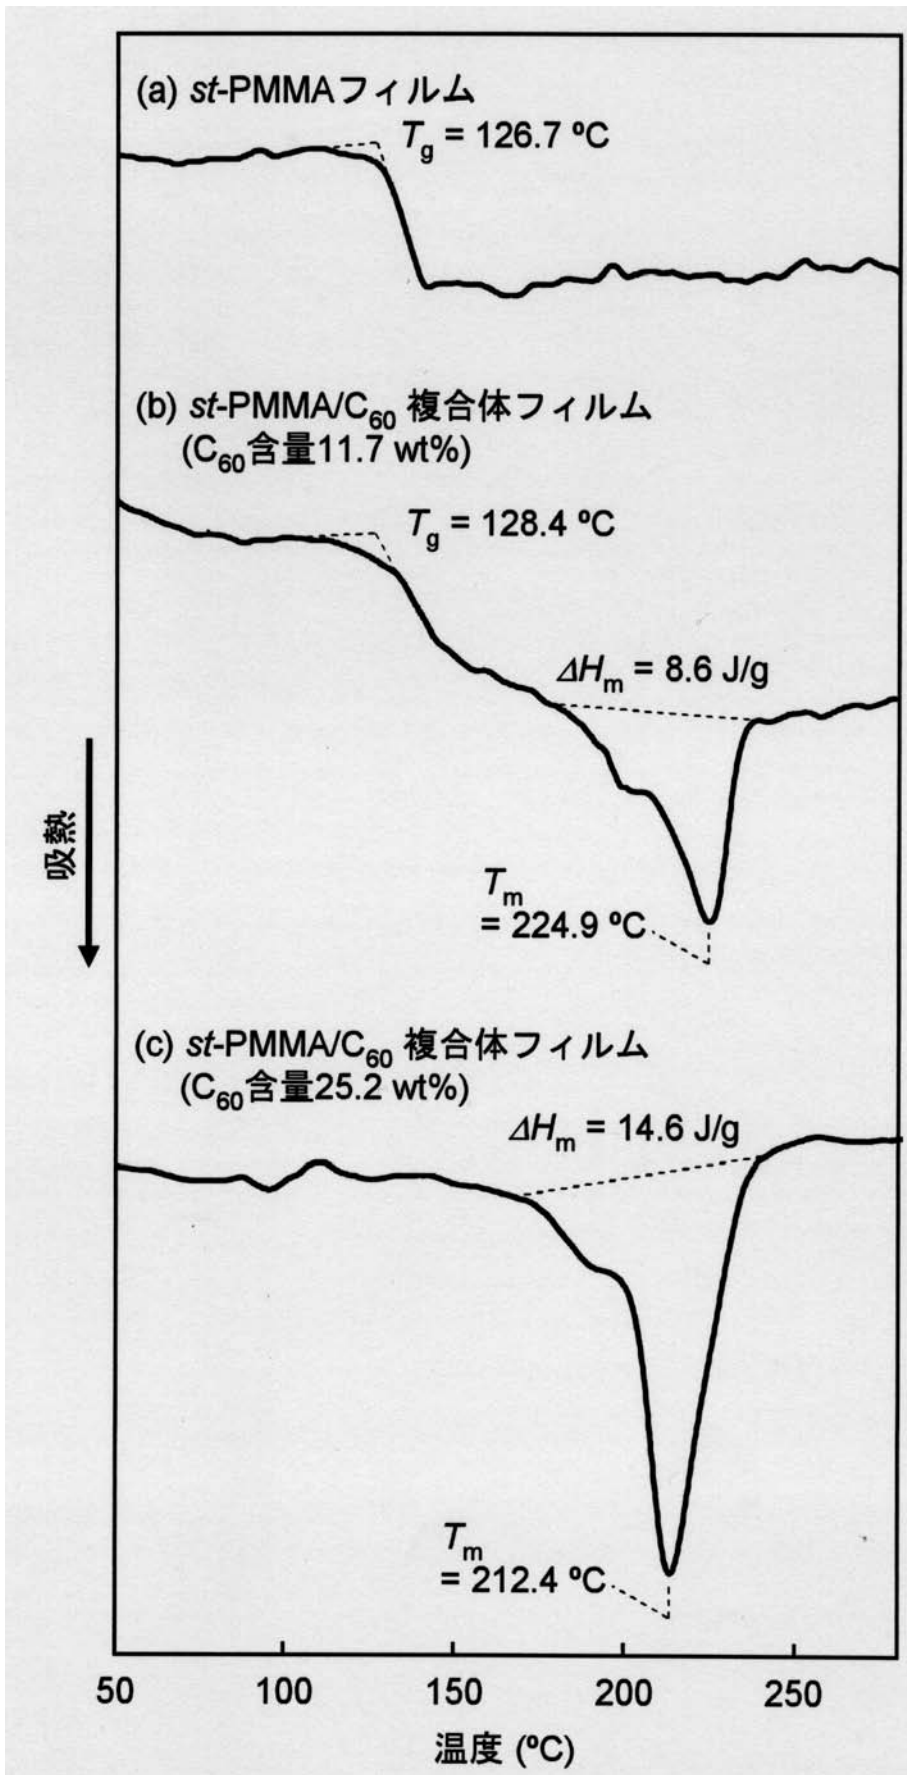 (a) st-PMMAフィルム
Tg = 126.7 ºC
(b) st-PMMA/C60 複合体フィルム
(C60含量11.7 wt%)
Tg = 128.4 ºC
ΔHm = 8.6 J/g
吸熱
Tm
= 224.9 ºC
(c) st-PMMA/C60 複合体フィルム
(C60含量25.2 wt%)
ΔHm = 14.6 J/g
Tm
= 212.4 ºC
50 100 150 200 250
温度 (ºC)